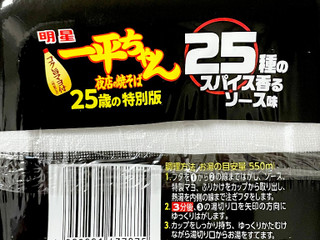 明星
一平ちゃん
夜店の焼そば
25歳の特別版
25種の
スパイス香る
ソース味
調理方法 お湯の目安量 550m
1.フタを①から②の線まではがし、ソース、
特製マヨ、ふりかけをカップから取り出し、
熱湯を内側の線まで注ぎフタをします。
2.3分後、③の湯切り口を矢印の方向に
ゆっくりはがします。
3.カップをしっかり持ち、ゆっくりかたむけ
ながら湯切り口からお湯をすてます。